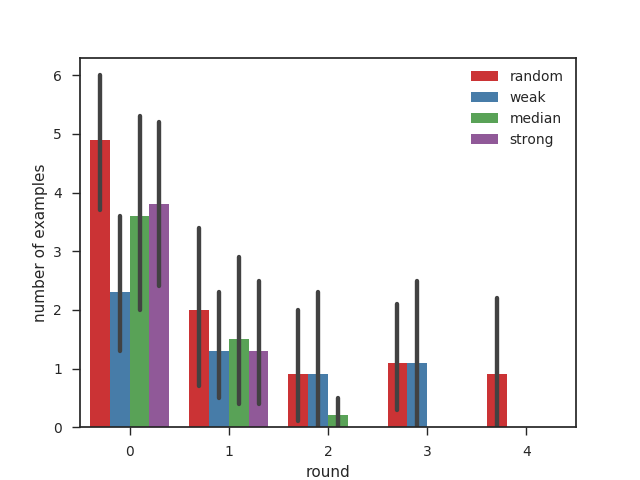 random
weak
median
strong
number of examples
6
5
4
3
2
1
0
0 1 2 3 4
round